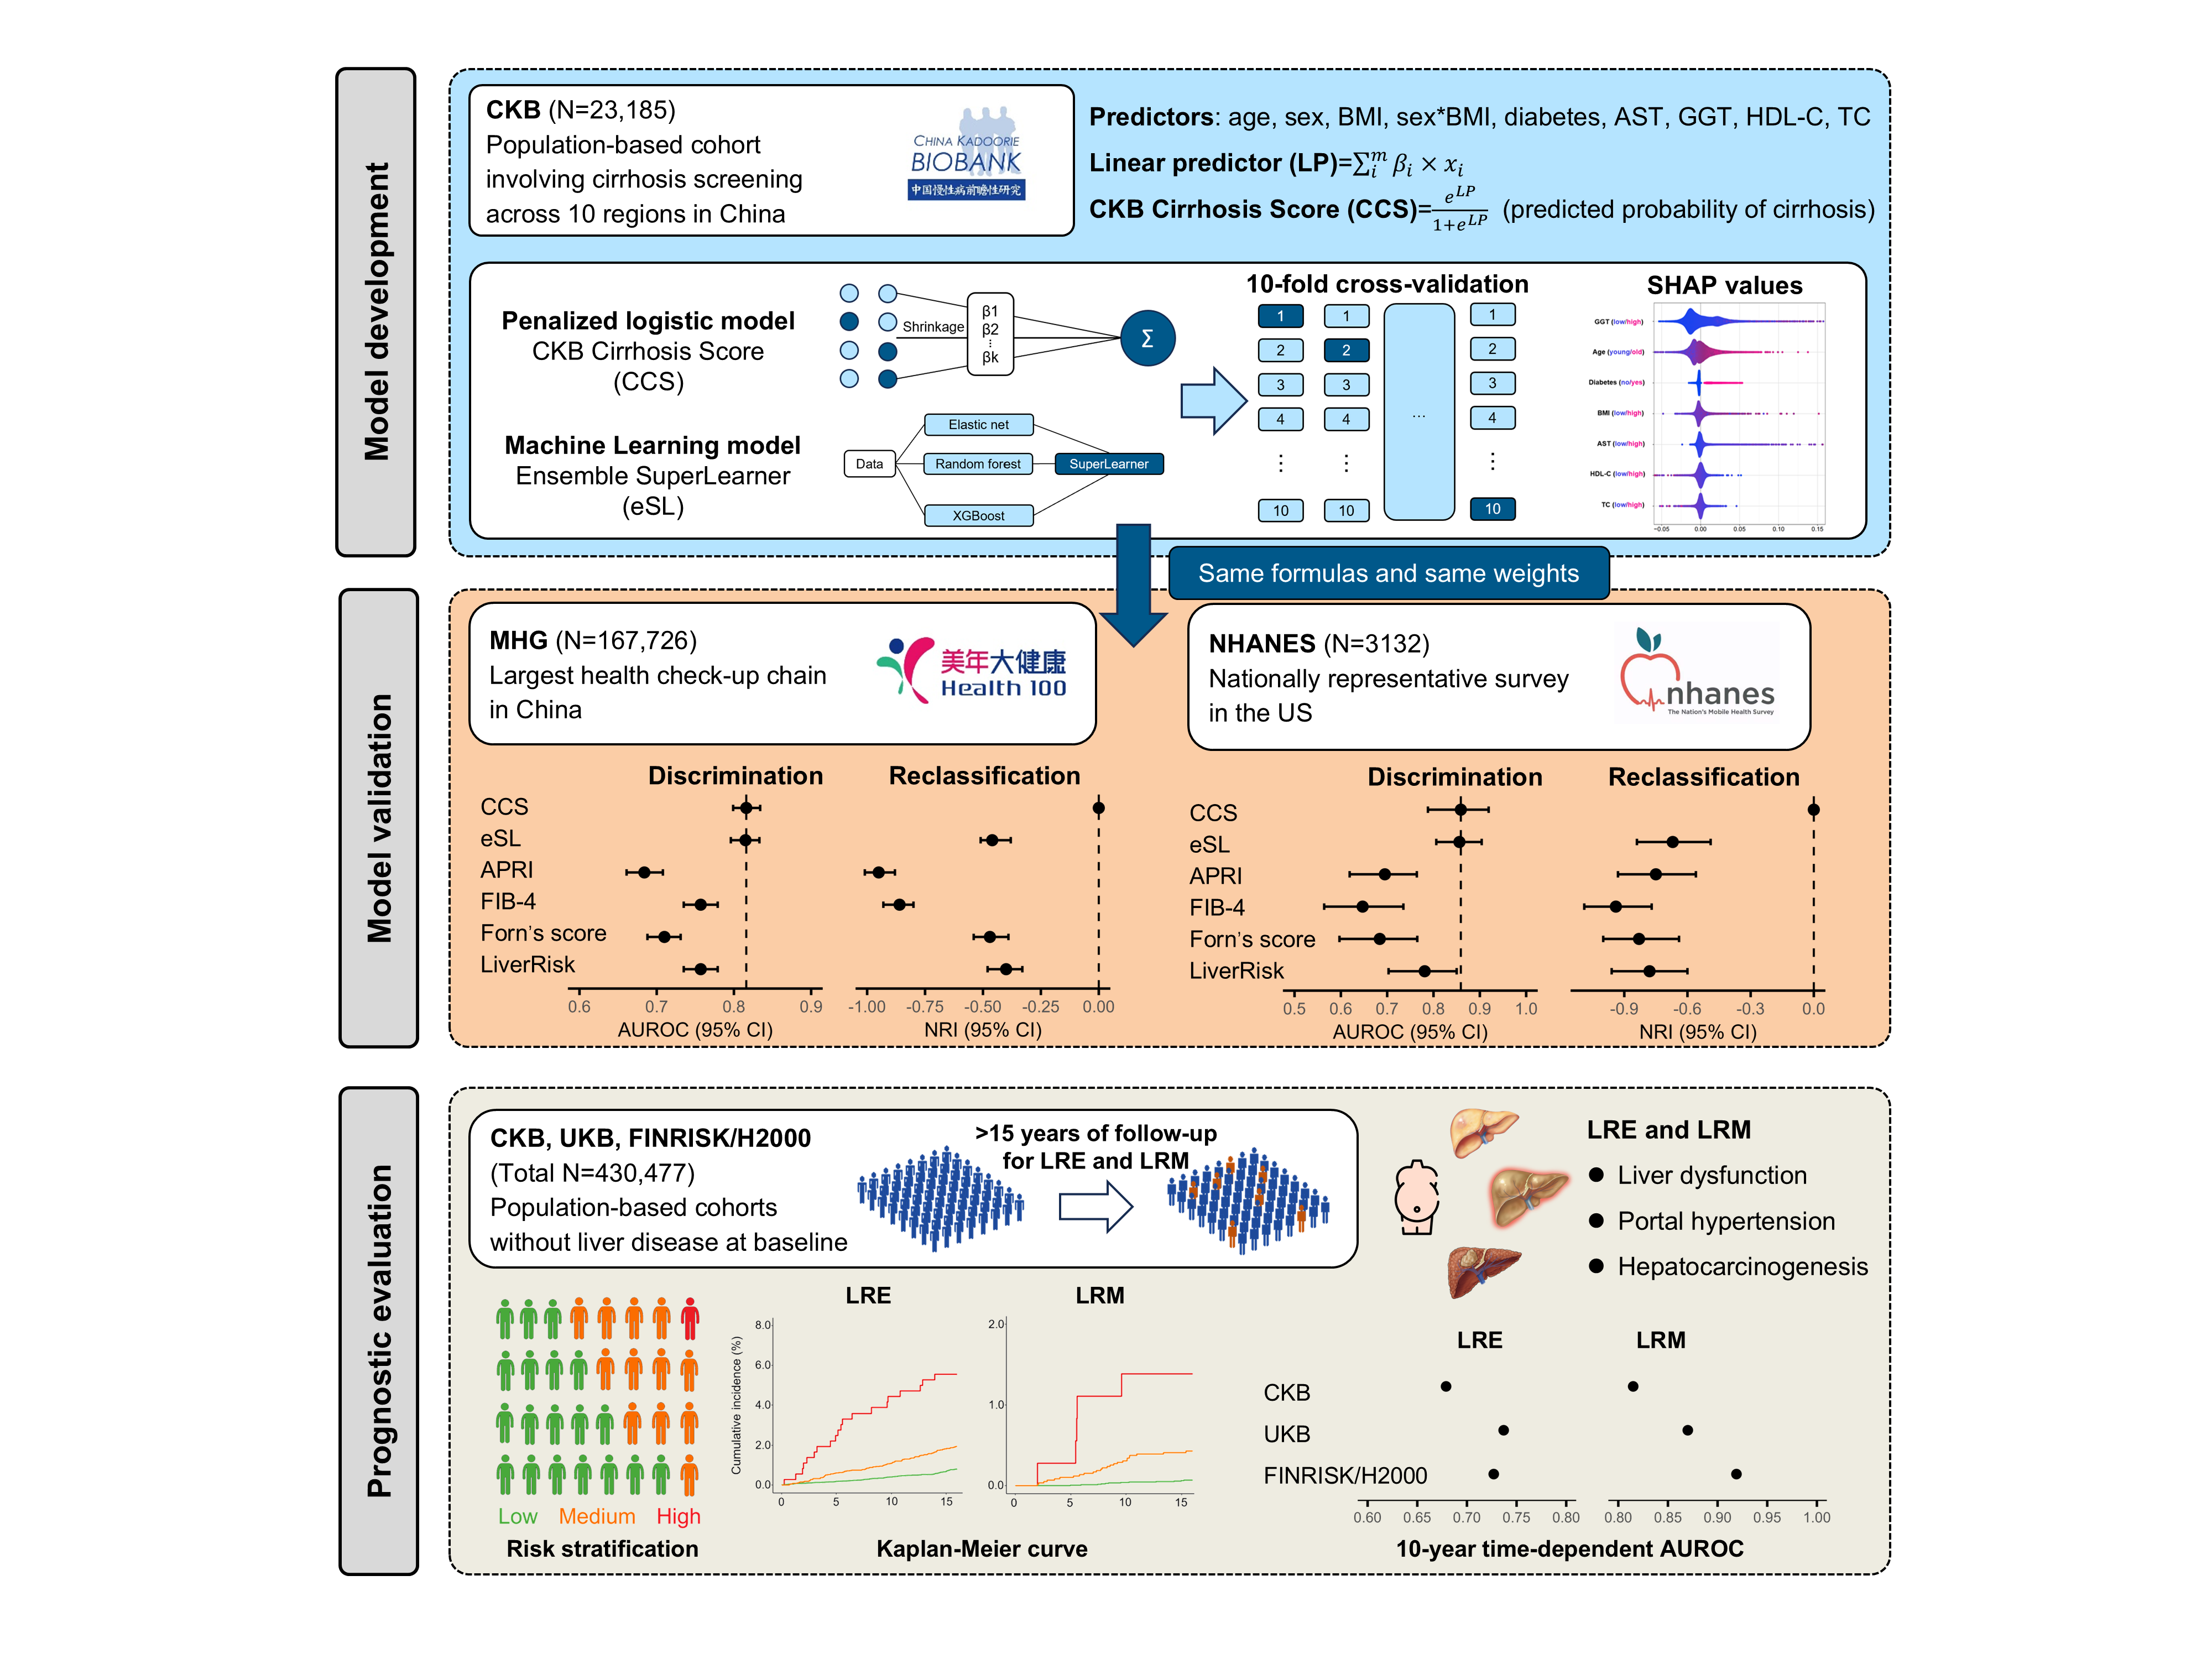 Model development
CKB (N=23,185)
Population-based cohort
involving cirrhosis screening
across 10 regions in China
CHINA KADOORIE
BIOBANK
中国慢性病前瞻性研究
Predictors: age, sex, BMI, sex*BMI, diabetes, AST, GGT, HDL-C, TC
Linear predictor (LP)=∑ᵢᵐ βᵢ × xᵢ
CKB Cirrhosis Score (CCS)=e^LP/1+e^LP (predicted probability of cirrhosis)
Penalized logistic model
CKB Cirrhosis Score
(CCS)
Shrinkage
β1
β2
⋮
βk
Σ
Machine Learning model
Ensemble SuperLearner
(eSL)
Data
Elastic net
Random forest
XGBoost
SuperLearner
10-fold cross-validation
1 1 1
2 2 2
3 3 3
4 4 ... 4
⋮ ⋮ ⋮
10 10 10
SHAP values
GGT (low/high)
Age (young/old)
Diabetes (no/yes)
BMI (low/high)
AST (low/high)
HDL-C (low/high)
TC (low/high)
-0.05 0.00 0.05 0.10 0.15
Same formulas and same weights
Model validation
MHG (N=167,726)
Largest health check-up chain
in China
美年大健康
Health 100
NHANES (N=3132)
Nationally representative survey
in the US
nhanes
The Nation's Mobile Health Survey
Discrimination Reclassification
CCS
eSL
APRI
FIB-4
Forn's score
LiverRisk
0.6 0.7 0.8 0.9
AUROC (95% CI)
-1.00 -0.75 -0.50 -0.25 0.00
NRI (95% CI)
Discrimination Reclassification
CCS
eSL
APRI
FIB-4
Forn's score
LiverRisk
0.5 0.6 0.7 0.8 0.9 1.0
AUROC (95% CI)
-0.9 -0.6 -0.3 0.0
NRI (95% CI)
Prognostic evaluation
CKB, UKB, FINRISK/H2000
(Total N=430,477)
Population-based cohorts
without liver disease at baseline
>15 years of follow-up
for LRE and LRM
LRE and LRM
● Liver dysfunction
● Portal hypertension
● Hepatocarcinogenesis
Low Medium High
Risk stratification
LRE
Cumulative incidence (%)
8.0
6.0
4.0
2.0
0.0
0 5 10 15
LRM
2.0
1.0
0.0
0 5 10 15
Kaplan-Meier curve
LRE LRM
CKB
UKB
FINRISK/H2000
0.60 0.65 0.70 0.75 0.80
0.80 0.85 0.90 0.95 1.00
10-year time-dependent AUROC